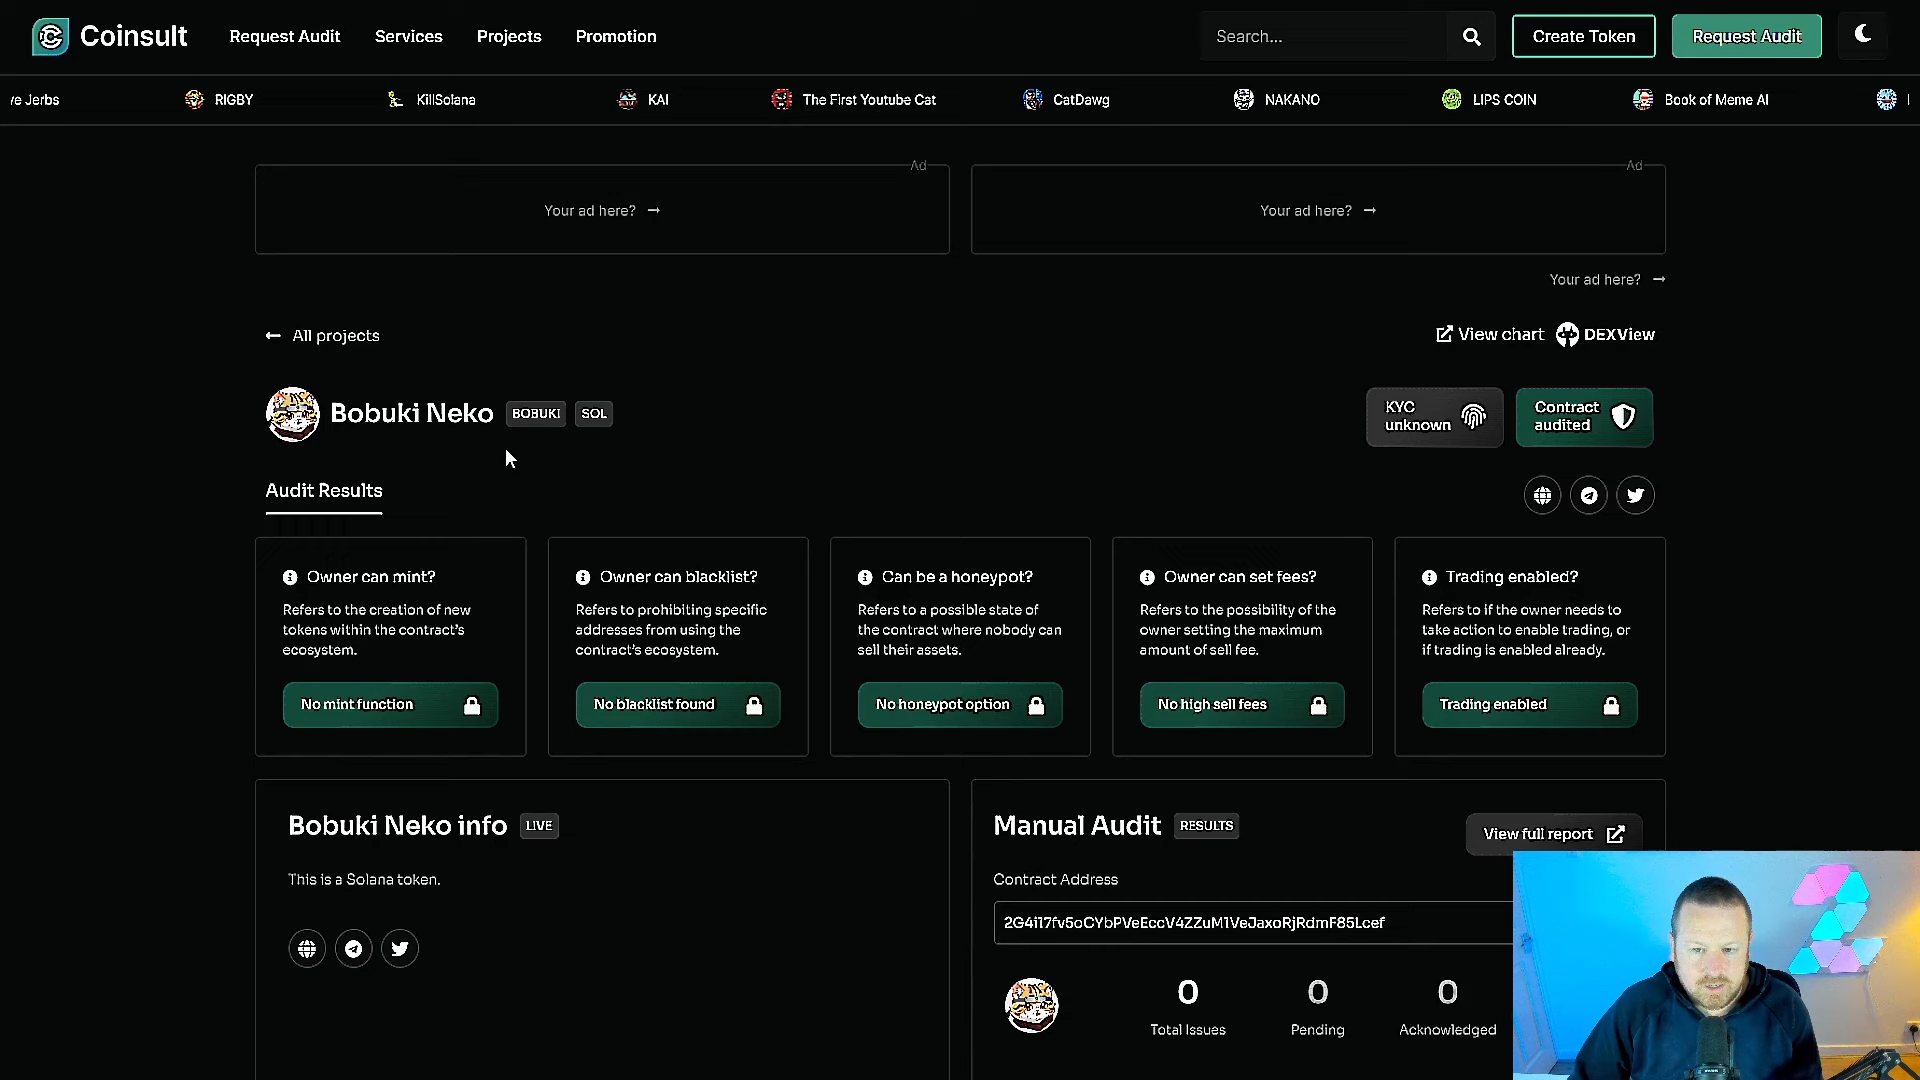 Coinsult
Request Audit
Services
Projects
Promotion
Search...
Create Token
Request Audit
ve Jerbs
RIGBY
KillSolana
KAI
The First Youtube Cat
CatDawg
NAKANO
LIPS COIN
Book of Meme AI
Ad
Ad
Your ad here? →
Your ad here? →
Your ad here? →
← All projects
View chart
DEXView
Bobuki Neko
BOBUKI
SOL
KYC
unknown
Contract
audited
Audit Results
Owner can mint?
Refers to the creation of new
tokens within the contract's
ecosystem.
No mint function
Owner can blacklist?
Refers to prohibiting specific
addresses from using the
contract's ecosystem.
No blacklist found
Can be a honeypot?
Refers to a possible state of
the contract where nobody can
sell their assets.
No honeypot option
Owner can set fees?
Refers to the possibility of the
owner setting the maximum
amount of sell fee.
No high sell fees
Trading enabled?
Refers to if the owner needs to
take action to enable trading, or
if trading is enabled already.
Trading enabled
Bobuki Neko info
LIVE
This is a Solana token.
Manual Audit
RESULTS
View full report
Contract Address
2G4i17fv5oCYbPVeEccV4ZZuM1VeJaxoRjRdmF85Lcef
0
Total Issues
0
Pending
0
Acknowledged